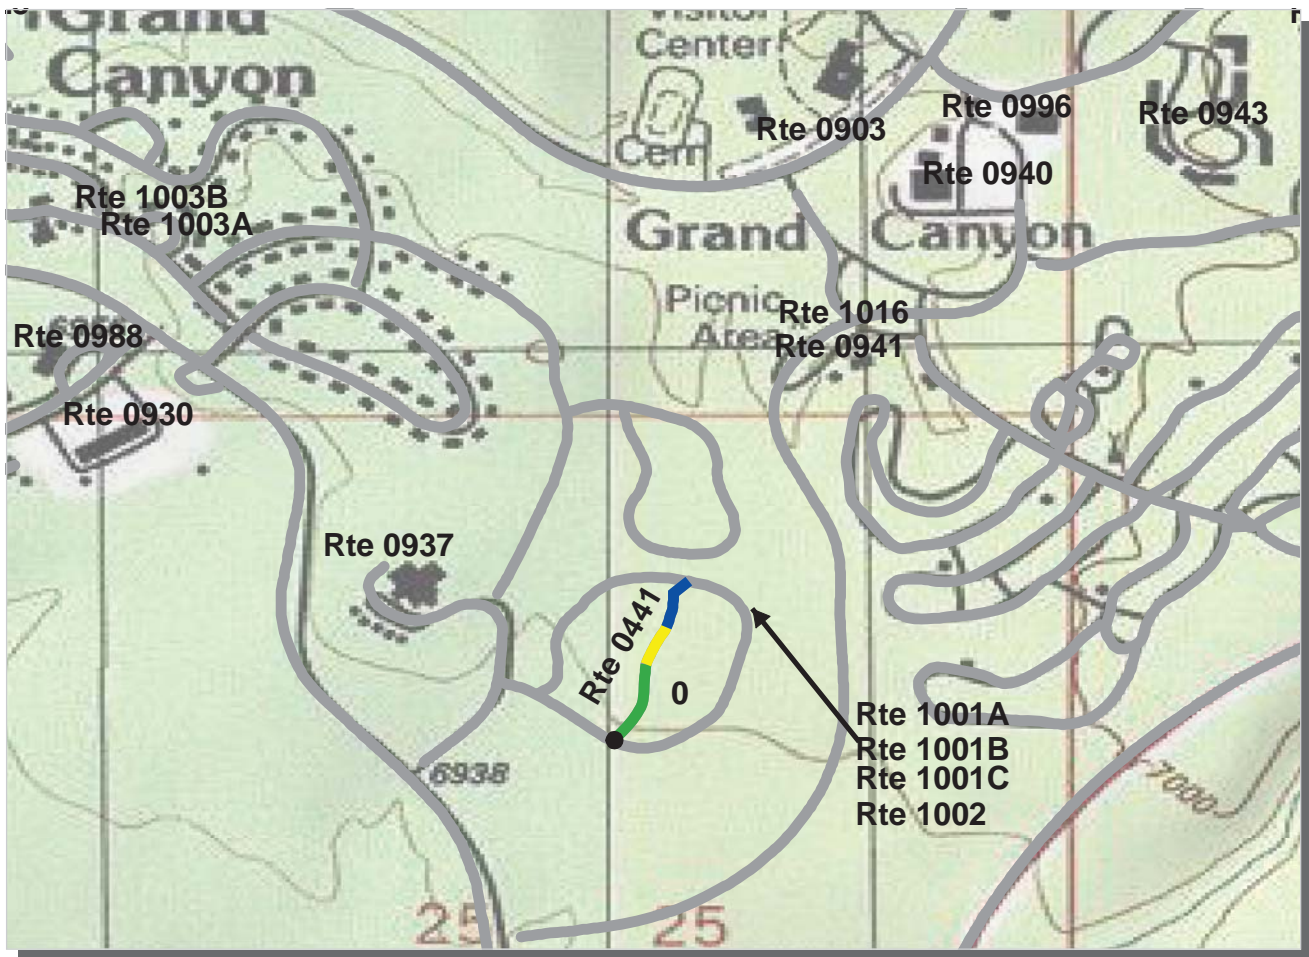 Grand
Canyon
Visitor
Center
Cem
Rte 0903
Rte 0996
Rte 0943
Rte 0940
Rte 1003B
Rte 1003A
Grand Canyon
Picnic
Area
Rte 1016
Rte 0941
Rte 0988
Rte 0930
Rte 0937
Rte 0441
0
Rte 1001A
Rte 1001B
Rte 1001C
Rte 1002
6938
7000
25
25